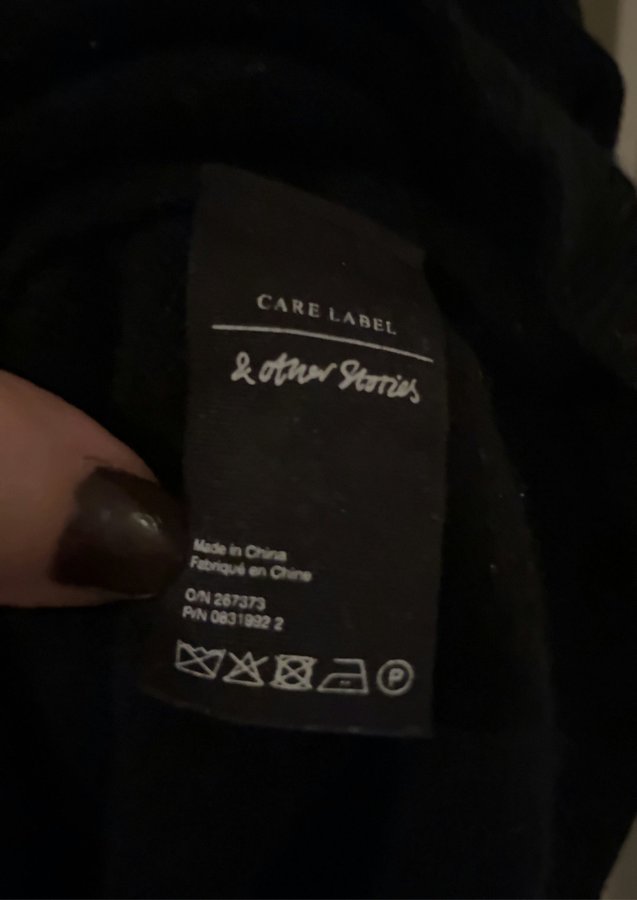 CARE LABEL
& other Stories
Made in China
Fabriqué en Chine
O/N 267373
P/N 0831992 2
P